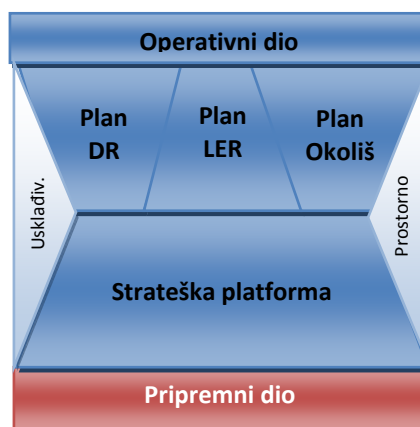 Operativni dio
Plan
DR
Plan
LER
Plan
Okoliš
Usklađiv.
Prostorno
Strateška platforma
Pripremni dio